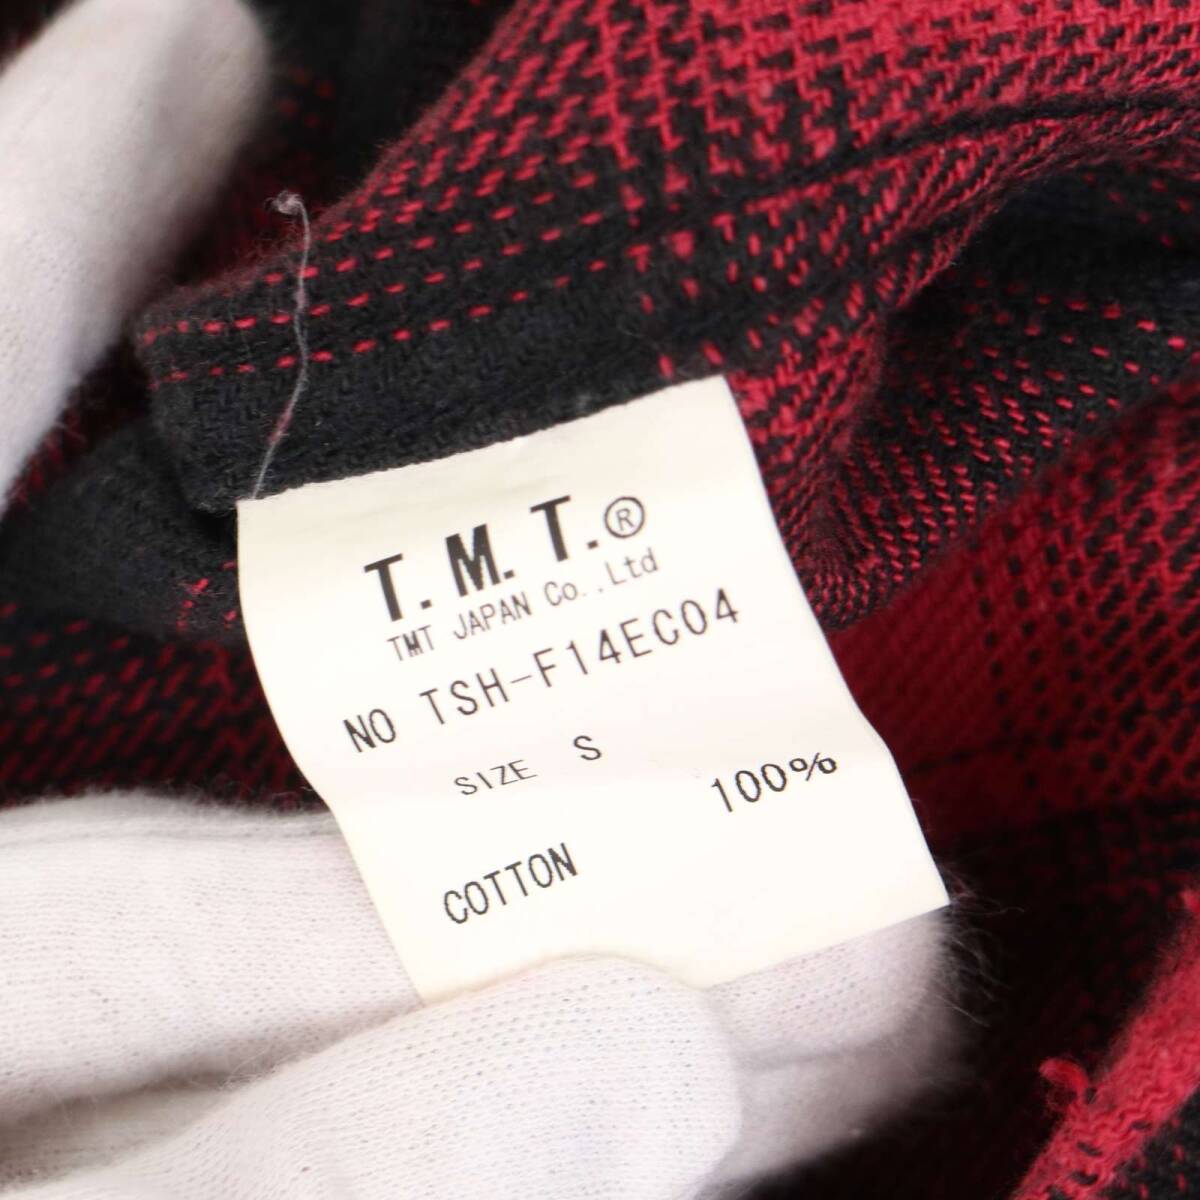 T.M.T.®
TMT JAPAN Co.,Ltd
NO TSH-F14EC04
SIZE S
100%
COTTON